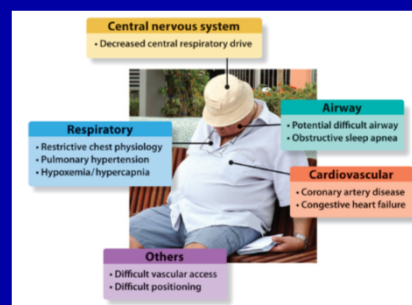 Central nervous system
• Decreased central respiratory drive
Airway
• Potential difficult airway
• Obstructive sleep apnea
Respiratory
• Restrictive chest physiology
• Pulmonary hypertension
• Hypoxemia/hypercapnia
Cardiovascular
• Coronary artery disease
• Congestive heart failure
Others
• Difficult vascular access
• Difficult positioning